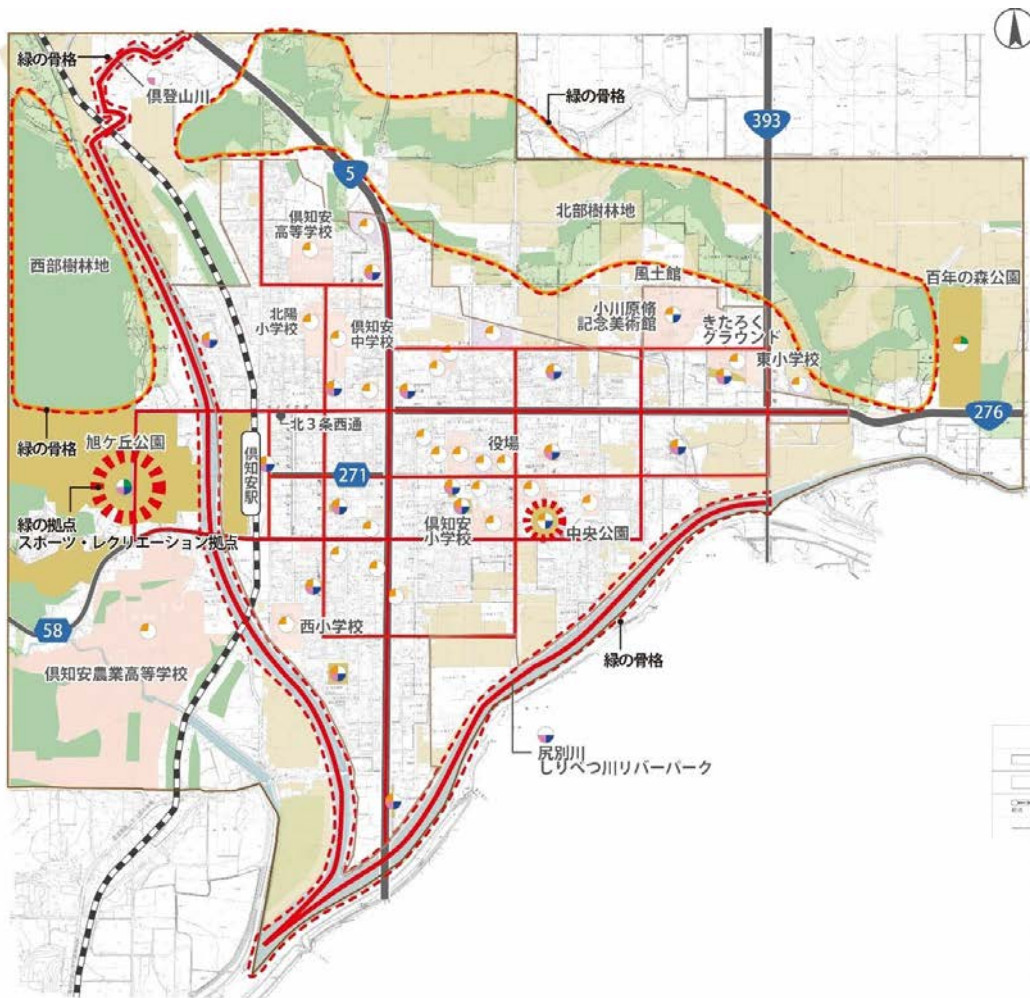 緑の骨格
倶登山川
緑の骨格
393
5
倶知安
高等学校
北部樹林地
西部樹林地
風土館
百年の森公園
小川原脩
記念美術館
きたろく
グラウンド
北陽
小学校
倶知安
中学校
東小学校
276
緑の骨格
北3条西通
旭ケ丘公園
役場
倶知安駅
271
緑の拠点
スポーツ・レクリエーション拠点
倶知安
小学校
中央公園
58
西小学校
緑の骨格
倶知安農業高等学校
尻別川
しりべつ川リバーパーク